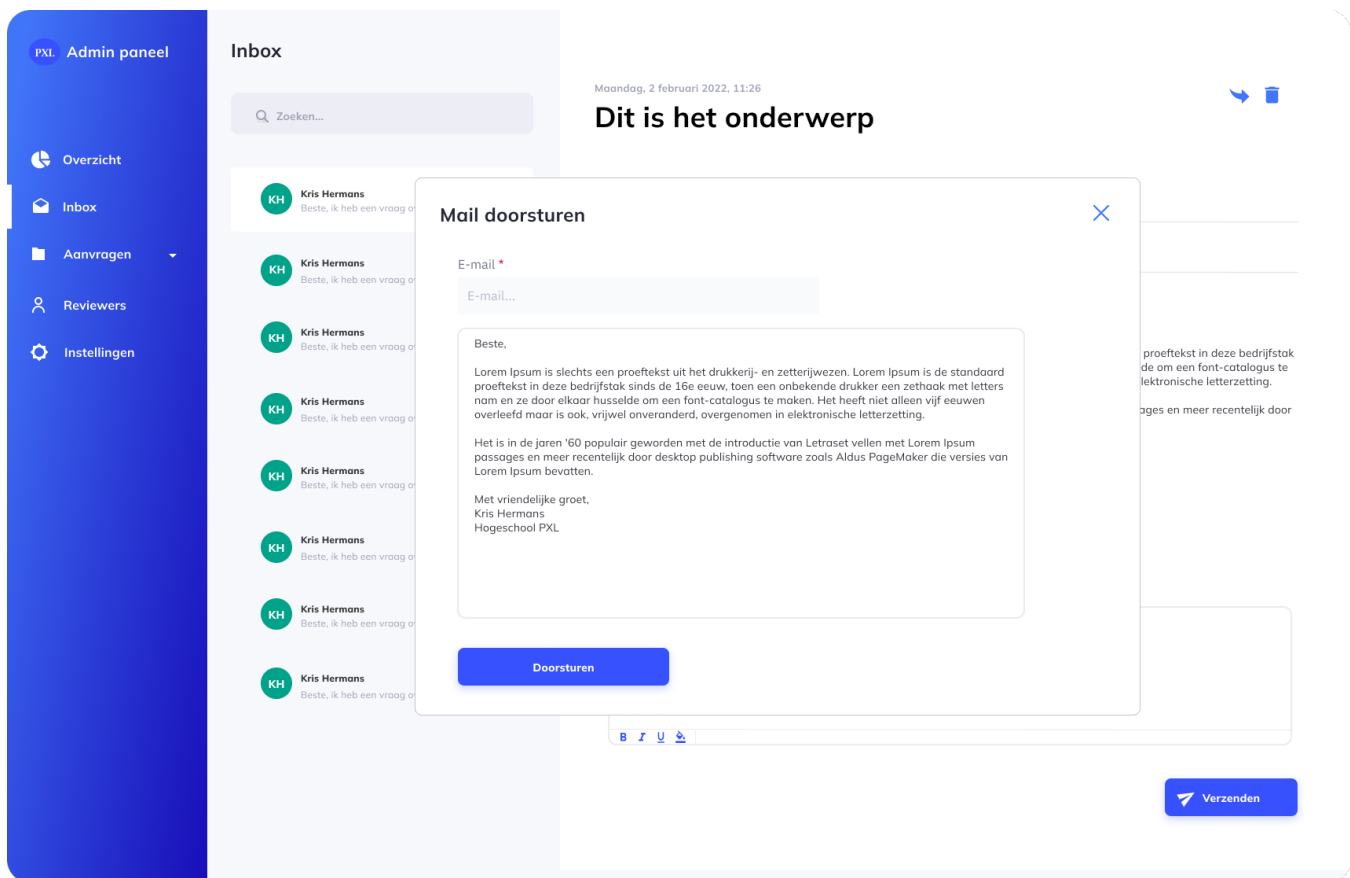 PXL Admin paneel
Overzicht
Inbox
Aanvragen
Reviewers
Instellingen
Inbox
Zoeken...
KH Kris Hermans
Beste, ik heb een vraag
KH Kris Hermans
Beste, ik heb een vraag
KH Kris Hermans
Beste, ik heb een vraag
KH Kris Hermans
Beste, ik heb een vraag
KH Kris Hermans
Beste, ik heb een vraag
KH Kris Hermans
Beste, ik heb een vraag
KH Kris Hermans
Beste, ik heb een vraag
KH Kris Hermans
Beste, ik heb een vraag
Maandag, 2 februari 2022, 11:26
Dit is het onderwerp
Mail doorsturen
E-mail *
E-mail...
Beste,
Lorem Ipsum is slechts een proeftekst uit het drukkerij- en zetterijwezen. Lorem Ipsum is de standaard
proeftekst in deze bedrijfstak sinds de 16e eeuw, toen een onbekende drukker een zethaak met letters
nam en ze door elkaar husselde om een font-catalogus te maken. Het heeft niet alleen vijf eeuwen
overleefd maar is ook, vrijwel onveranderd, overgenomen in elektronische letterzetting.
Het is in de jaren '60 populair geworden met de introductie van Letraset vellen met Lorem Ipsum
passages en meer recentelijk door desktop publishing software zoals Aldus PageMaker die versies van
Lorem Ipsum bevatten.
Met vriendelijke groet,
Kris Hermans
Hogeschool PXL
Doorsturen
proeftekst in deze bedrijfstak
de om een font-catalogus te
lektronische letterzetting.
ages en meer recentelijk door
B I U
Verzenden